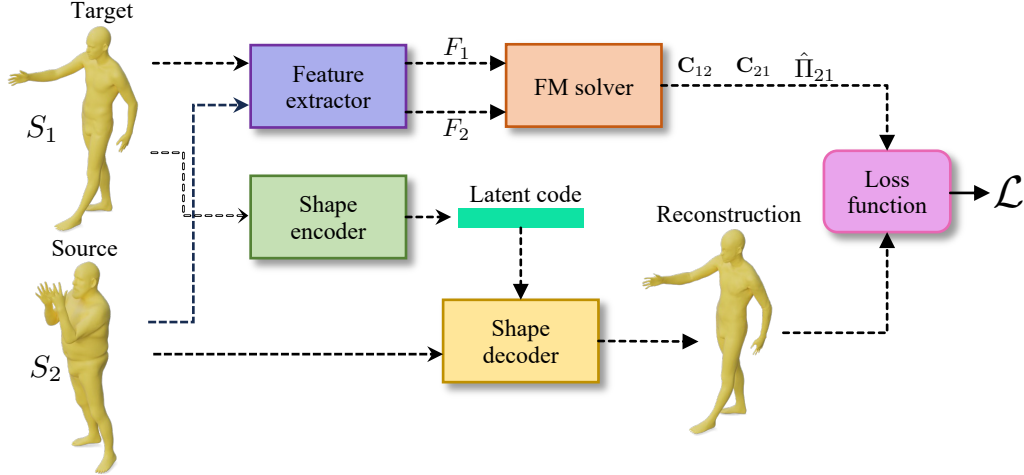 Target
S₁
Feature
extractor
F₁
F₂
FM solver
C₁₂ C₂₁ Π̂₂₁
Loss
function
ℒ
Shape
encoder
Latent code
Reconstruction
Source
S₂
Shape
decoder